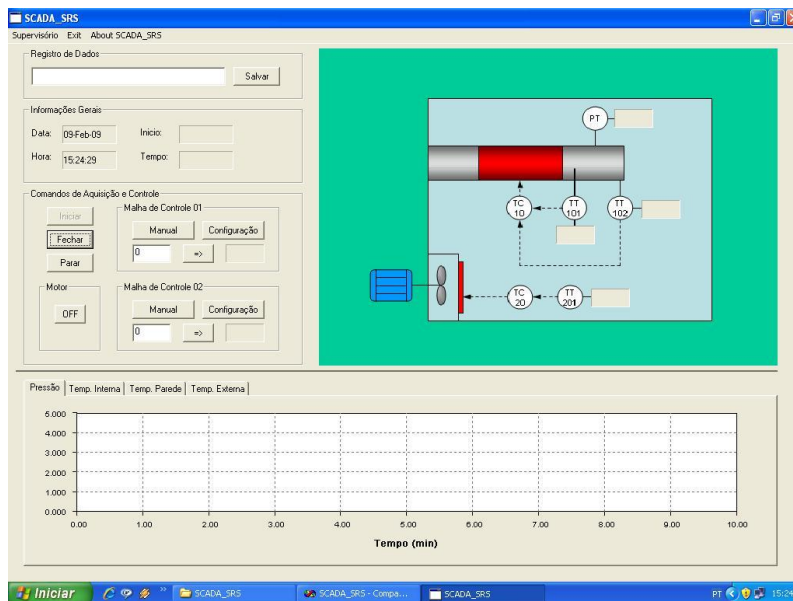 SCADA_SRS
Supervisório Exit About SCADA_SRS
Registro de Dados
Salvar
Informações Gerais
Data: 09-Feb-09 Inicio:
Hora: 15:24:29 Tempo:
Comandos de Aquisição e Controle
Iniciar
Fechar
Parar
Motor
OFF
Malha de Controle 01
Manual Configuração
0 =>
Malha de Controle 02
Manual Configuração
0 =>
PT
TC 10
TT 101
TT 102
TC 20
TT 201
Pressão Temp. Interna Temp. Parede Temp. Externa
5.000
4.000
3.000
2.000
1.000
0.000
0.00 1.00 2.00 3.00 4.00 5.00 6.00 7.00 8.00 9.00 10.00
Tempo (min)
Iniciar » SCADA_SRS SCADA_SRS - Compa... SCADA_SRS PT 15:24